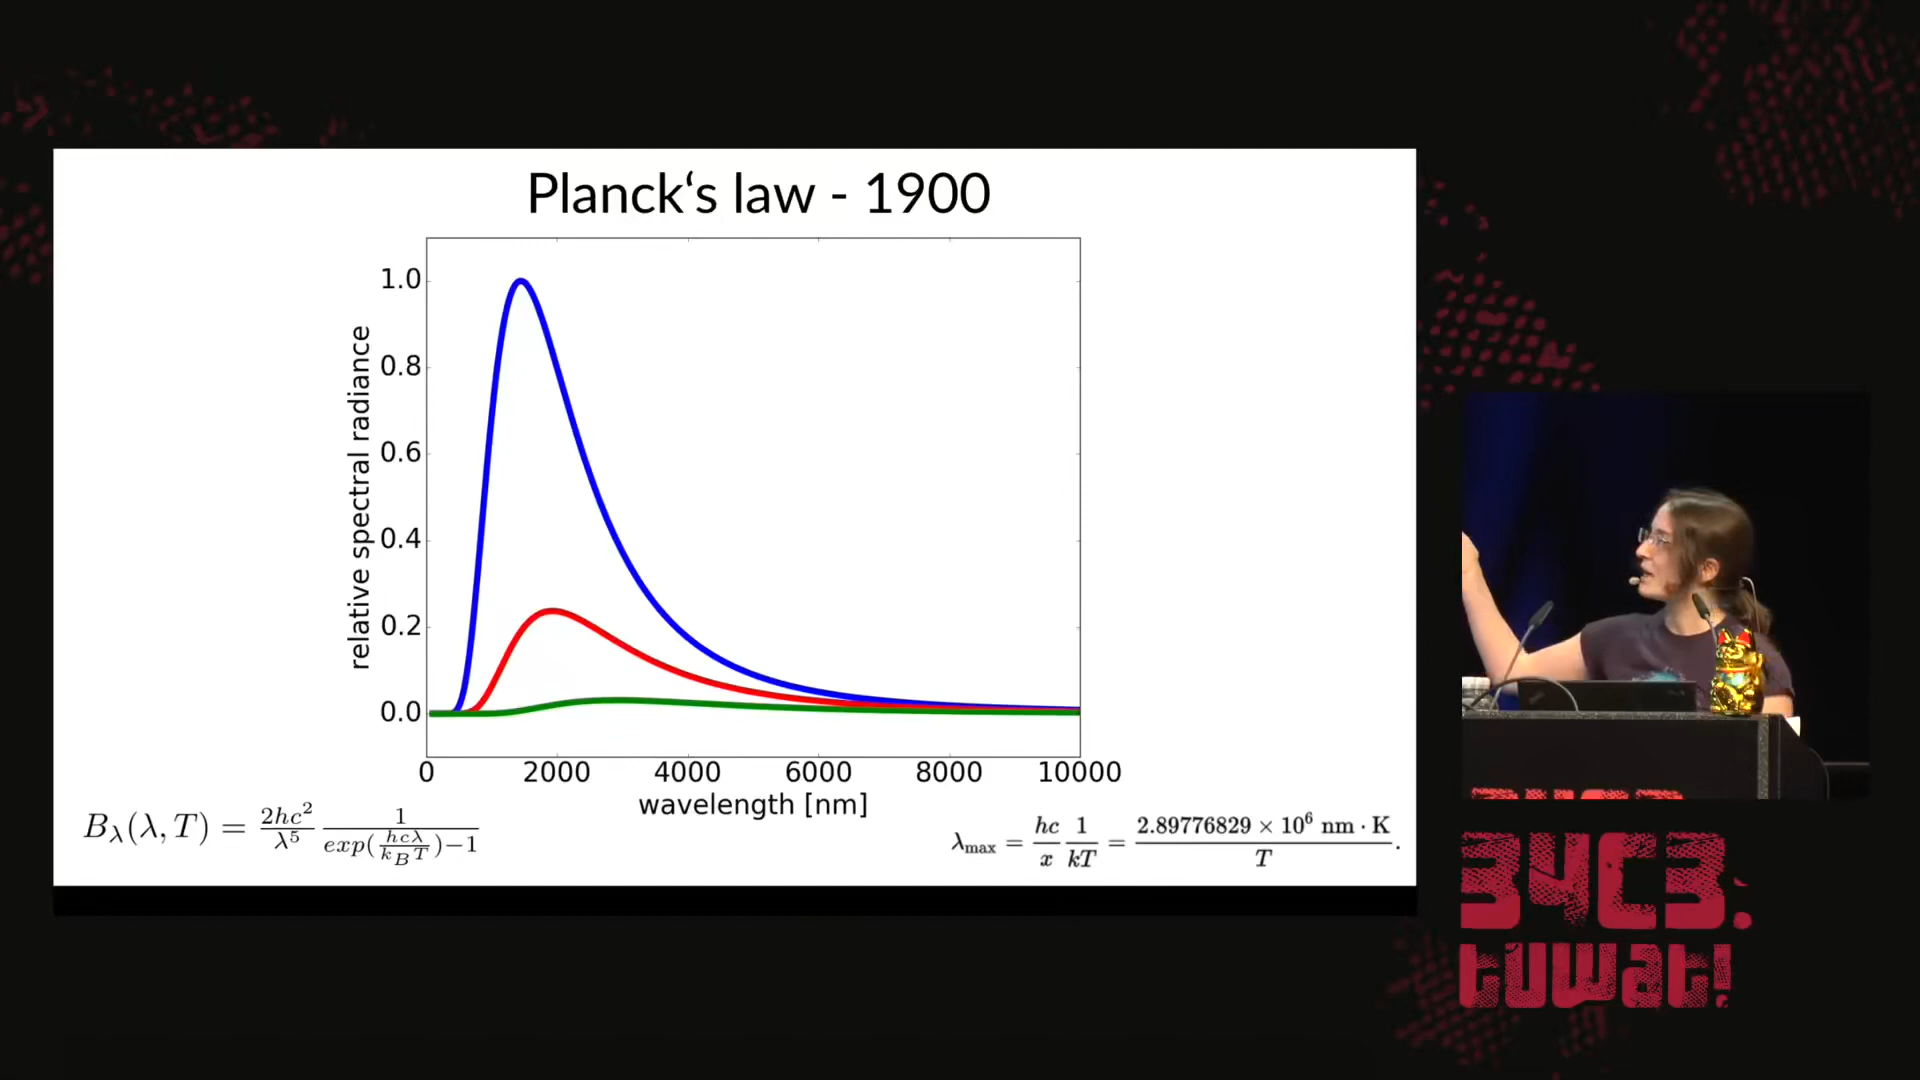 Planck‘s law - 1900
relative spectral radiance
1.0
0.8
0.6
0.4
0.2
0.0
0 2000 4000 6000 8000 10000
wavelength [nm]
B_λ(λ, T) = 2hc²/λ⁵ 1/(exp(hcλ/(k_B T))−1)
λ_max = hc/x 1/kT = 2.89776829 × 10⁶ nm · K/T.
34C3.
tuwat!